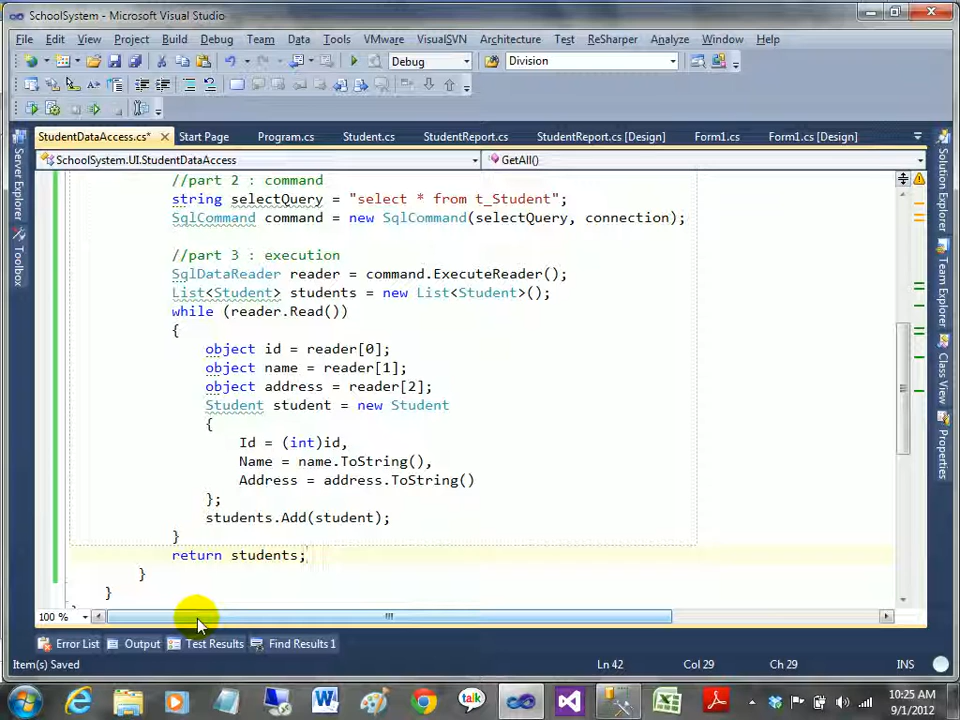 SchoolSystem - Microsoft Visual Studio
File Edit View Project Build Debug Team Data Tools VMware VisualSVN Architecture Test ReSharper Analyze Window Help
Debug Division
StudentDataAccess.cs* Start Page Program.cs Student.cs StudentReport.cs StudentReport.cs [Design] Form1.cs Form1.cs [Design]
SchoolSystem.UI.StudentDataAccess GetAll()
Server Explorer
Toolbox
//part 2 : command
string selectQuery = "select * from t_Student";
SqlCommand command = new SqlCommand(selectQuery, connection);
//part 3 : execution
SqlDataReader reader = command.ExecuteReader();
List<Student> students = new List<Student>();
while (reader.Read())
{
object id = reader[0];
object name = reader[1];
object address = reader[2];
Student student = new Student
{
Id = (int)id,
Name = name.ToString(),
Address = address.ToString()
};
students.Add(student);
}
return students;
}
}
Solution Explorer
Team Explorer
Class View
Properties
100 %
Error List Output Test Results Find Results 1
Item(s) Saved Ln 42 Col 29 Ch 29 INS
talk
10:25 AM
9/1/2012